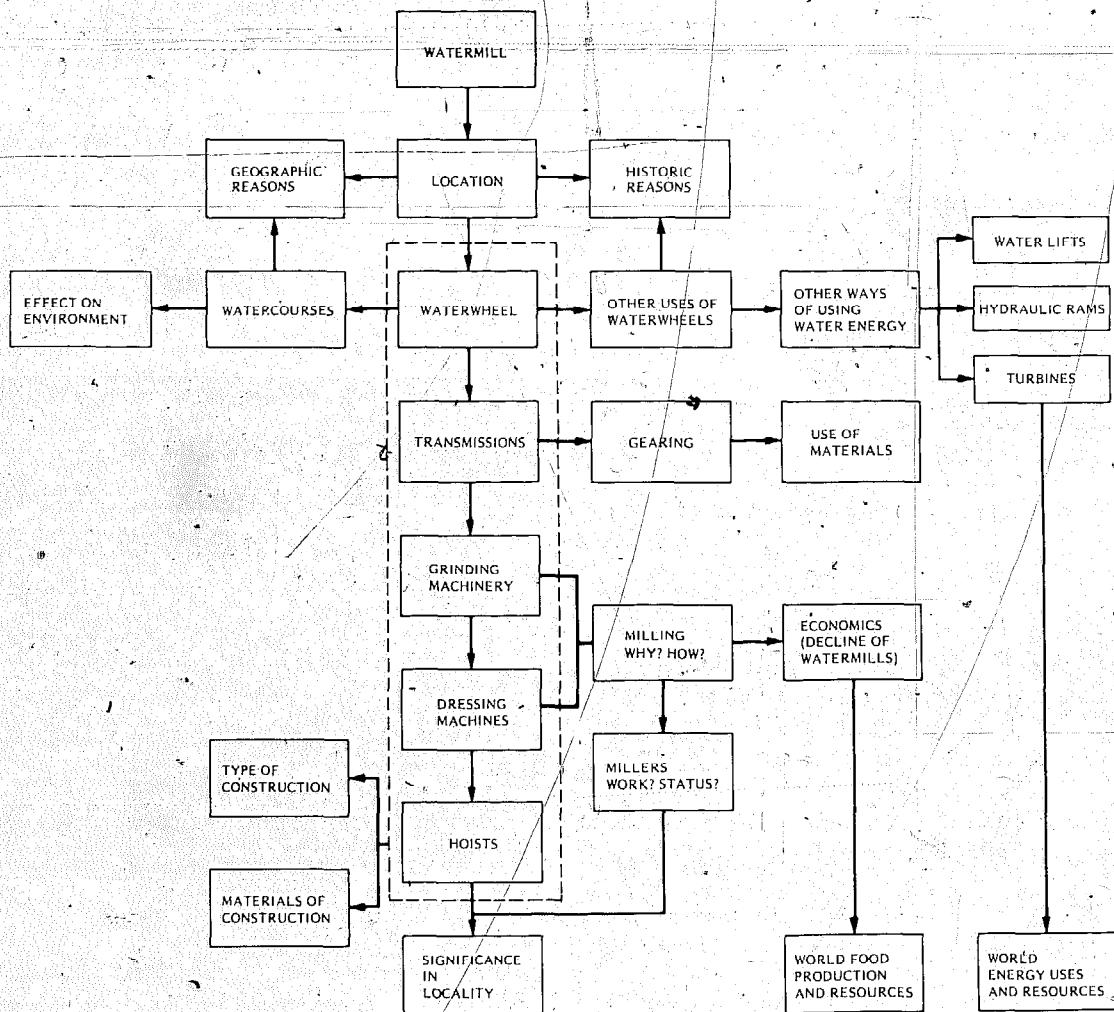 WATERMILL
GEOGRAPHIC
REASONS
LOCATION
HISTORIC
REASONS
WATER LIFTS
EFFECT ON
ENVIRONMENT
WATERCOURSES
WATERWHEEL
OTHER USES OF
WATERWHEELS
OTHER WAYS
OF USING
WATER ENERGY
HYDRAULIC RAMS
TURBINES
TRANSMISSIONS
GEARING
USE OF
MATERIALS
GRINDING
MACHINERY
MILLING
WHY? HOW?
ECONOMICS
(DECLINE OF
WATERMILLS)
DRESSING
MACHINES
TYPE OF
CONSTRUCTION
MILLERS
WORK? STATUS?
HOISTS
MATERIALS OF
CONSTRUCTION
SIGNIFICANCE
IN
LOCALITY
WORLD FOOD
PRODUCTION
AND RESOURCES
WORLD
ENERGY USES
AND RESOURCES